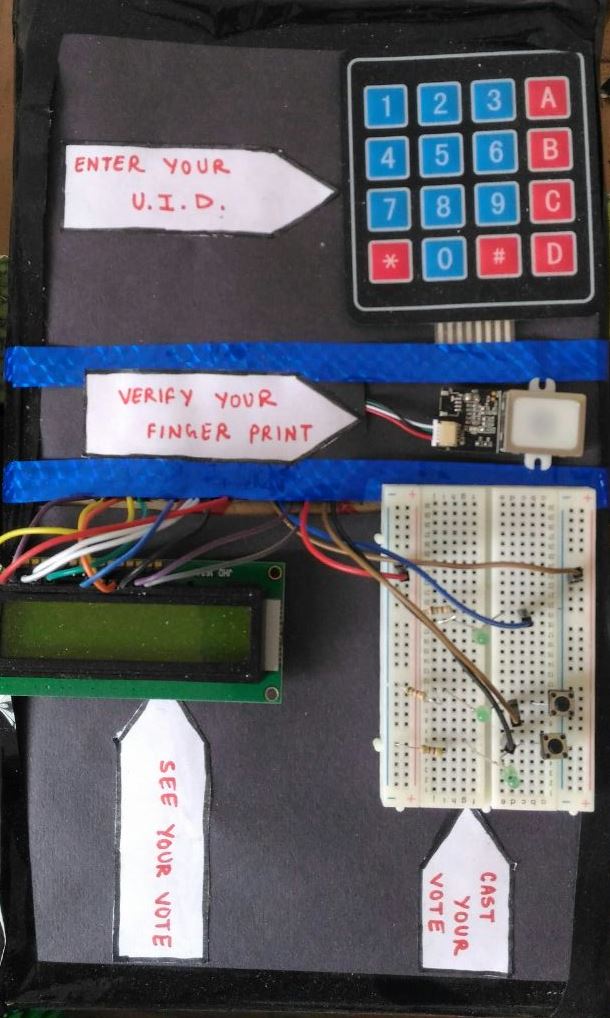 ENTER YOUR
U.I.D.
1 2 3 A
4 5 6 B
7 8 9 C
* 0 # D
VERIFY YOUR
FINGER PRINT
SEE YOUR VOTE
CAST
YOUR
VOTE